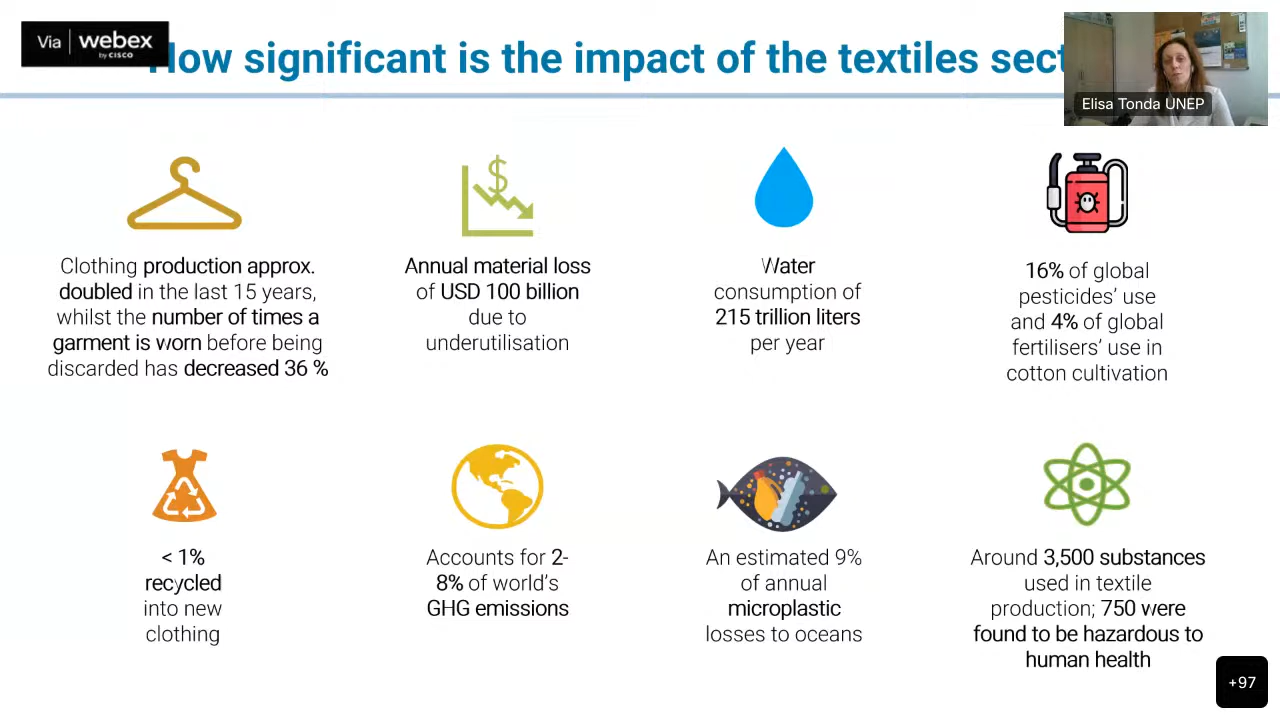 Via webex
by CISCO
How significant is the impact of the textiles sect
Elisa Tonda UNEP
Clothing production approx.
doubled in the last 15 years,
whilst the number of times a
garment is worn before being
discarded has decreased 36 %
Annual material loss
of USD 100 billion
due to
underutilisation
Water
consumption of
215 trillion liters
per year
16% of global
pesticides’ use
and 4% of global
fertilisers’ use in
cotton cultivation
< 1%
recycled
into new
clothing
Accounts for 2-
8% of world’s
GHG emissions
An estimated 9%
of annual
microplastic
losses to oceans
Around 3,500 substances
used in textile
production; 750 were
found to be hazardous to
human health
+97